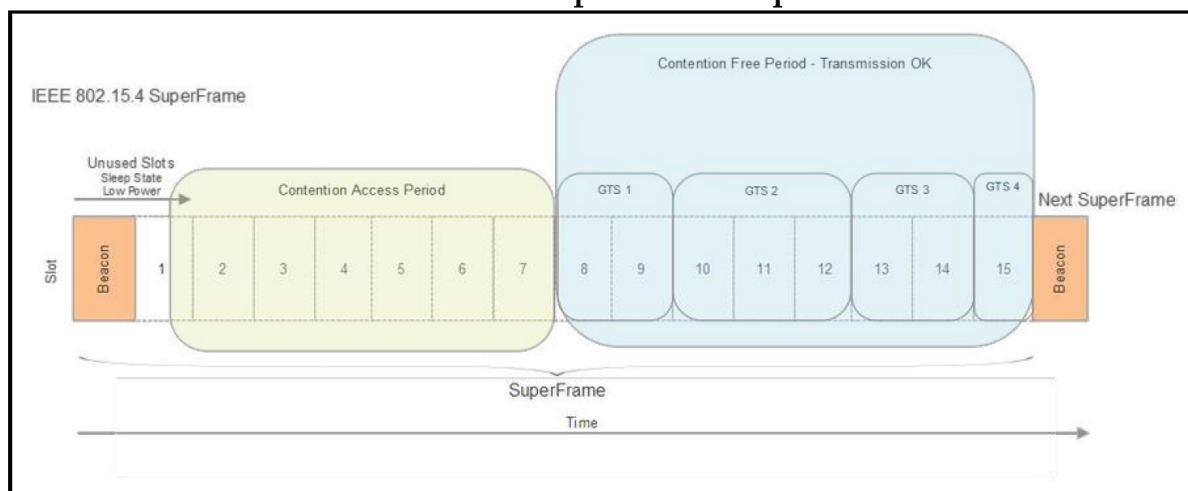 Contention Free Period - Transmission OK
IEEE 802.15.4 SuperFrame
Unused Slots
Sleep State
Low Power
Contention Access Period
GTS 1
GTS 2
GTS 3
GTS 4
Next SuperFrame
Slot
Beacon
1
2
3
4
5
6
7
8
9
10
11
12
13
14
15
Beacon
SuperFrame
Time